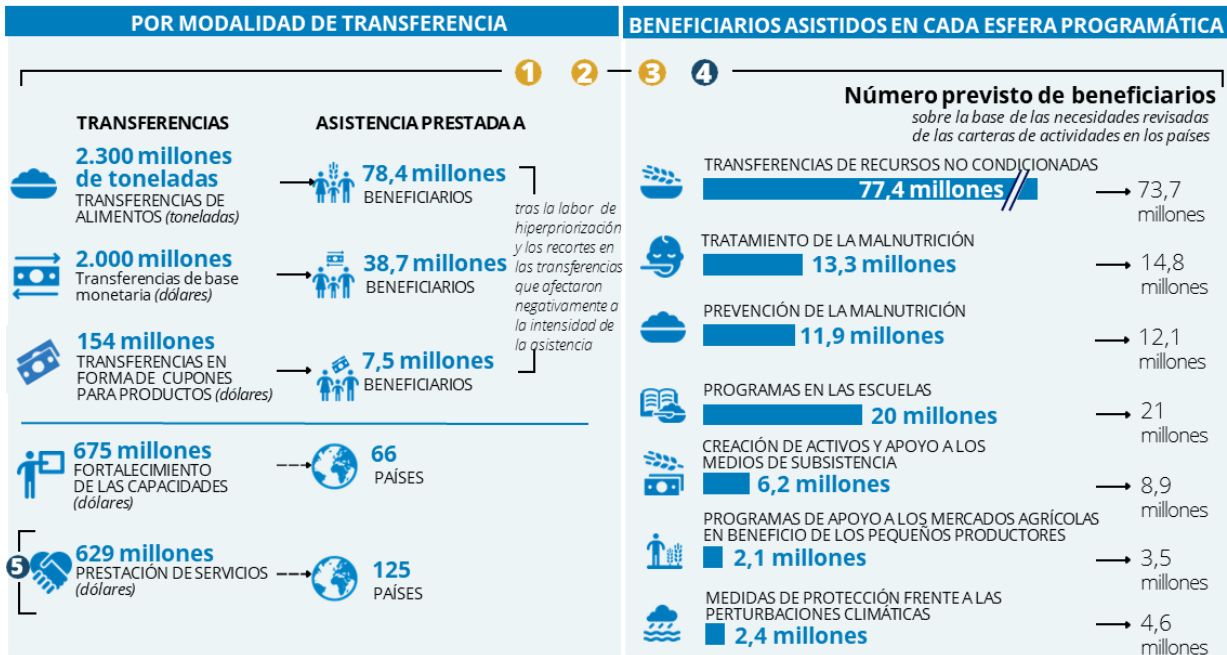 POR MODALIDAD DE TRANSFERENCIA
1 2 3 4
TRANSFERENCIAS
ASISTENCIA PRESTADA A
2.300 millones
de toneladas
TRANSFERENCIAS DE
ALIMENTOS (toneladas)
78,4 millones
BENEFICIARIOS
2.000 millones
Transferencias de base
monetaria (dólares)
38,7 millones
BENEFICIARIOS
154 millones
TRANSFERENCIAS EN
FORMA DE CUPONES
PARA PRODUCTOS (dólares)
7,5 millones
BENEFICIARIOS
tras la labor de
hiperpriorización
y los recortes en
las transferencias
que afectaron
negativamente a
la intensidad de
la asistencia
675 millones
FORTALECIMIENTO
DE LAS CAPACIDADES
(dólares)
66
PAÍSES
5
629 millones
PRESTACIÓN DE SERVICIOS
(dólares)
125
PAÍSES
BENEFICIARIOS ASISTIDOS EN CADA ESFERA PROGRAMÁTICA
Número previsto de beneficiarios
sobre la base de las necesidades revisadas
de las carteras de actividades en los países
TRANSFERENCIAS DE RECURSOS NO CONDICIONADAS
77,4 millones
73,7
millones
TRATAMIENTO DE LA MALNUTRICIÓN
13,3 millones
14,8
millones
PREVENCIÓN DE LA MALNUTRICIÓN
11,9 millones
12,1
millones
PROGRAMAS EN LAS ESCUELAS
20 millones
21
millones
CREACIÓN DE ACTIVOS Y APOYO A LOS
MEDIOS DE SUBSISTENCIA
6,2 millones
8,9
millones
PROGRAMAS DE APOYO A LOS MERCADOS AGRÍCOLAS
EN BENEFICIO DE LOS PEQUEÑOS PRODUCTORES
2,1 millones
3,5
millones
MEDIDAS DE PROTECCIÓN FRENTE A LAS
PERTURBACIONES CLIMÁTICAS
2,4 millones
4,6
millones